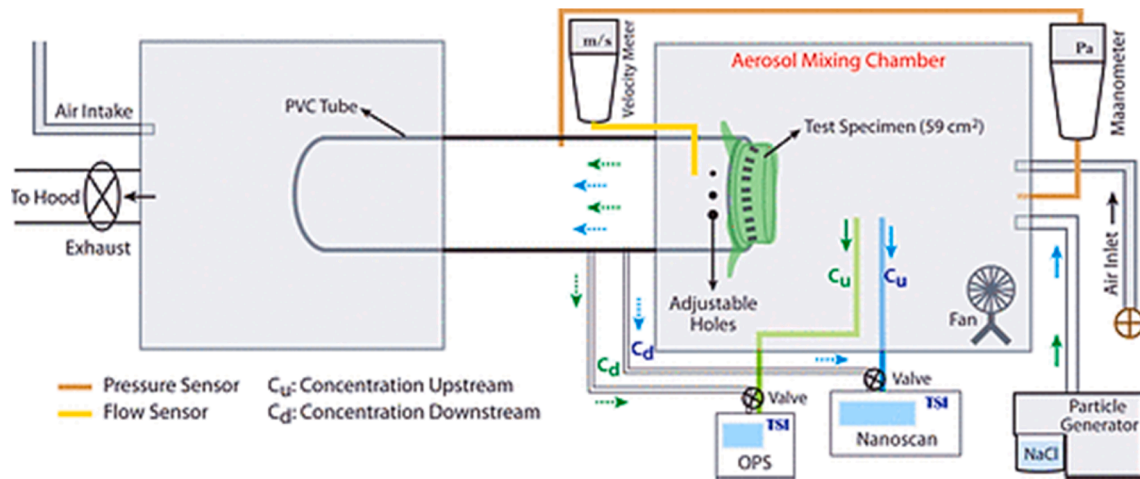 m/s
Velocity Meter
Pa
Maanometer
Aerosol Mixing Chamber
Air Intake
PVC Tube
Test Specimen (59 cm²)
To Hood
Exhaust
Adjustable
Holes
Cu
Cu
Fan
Air Inlet
Cd
Cd
Pressure Sensor
Cu: Concentration Upstream
Flow Sensor
Cd: Concentration Downstream
Valve
Valve
TSI
OPS
TSI
Nanoscan
Particle
Generator
NaCl